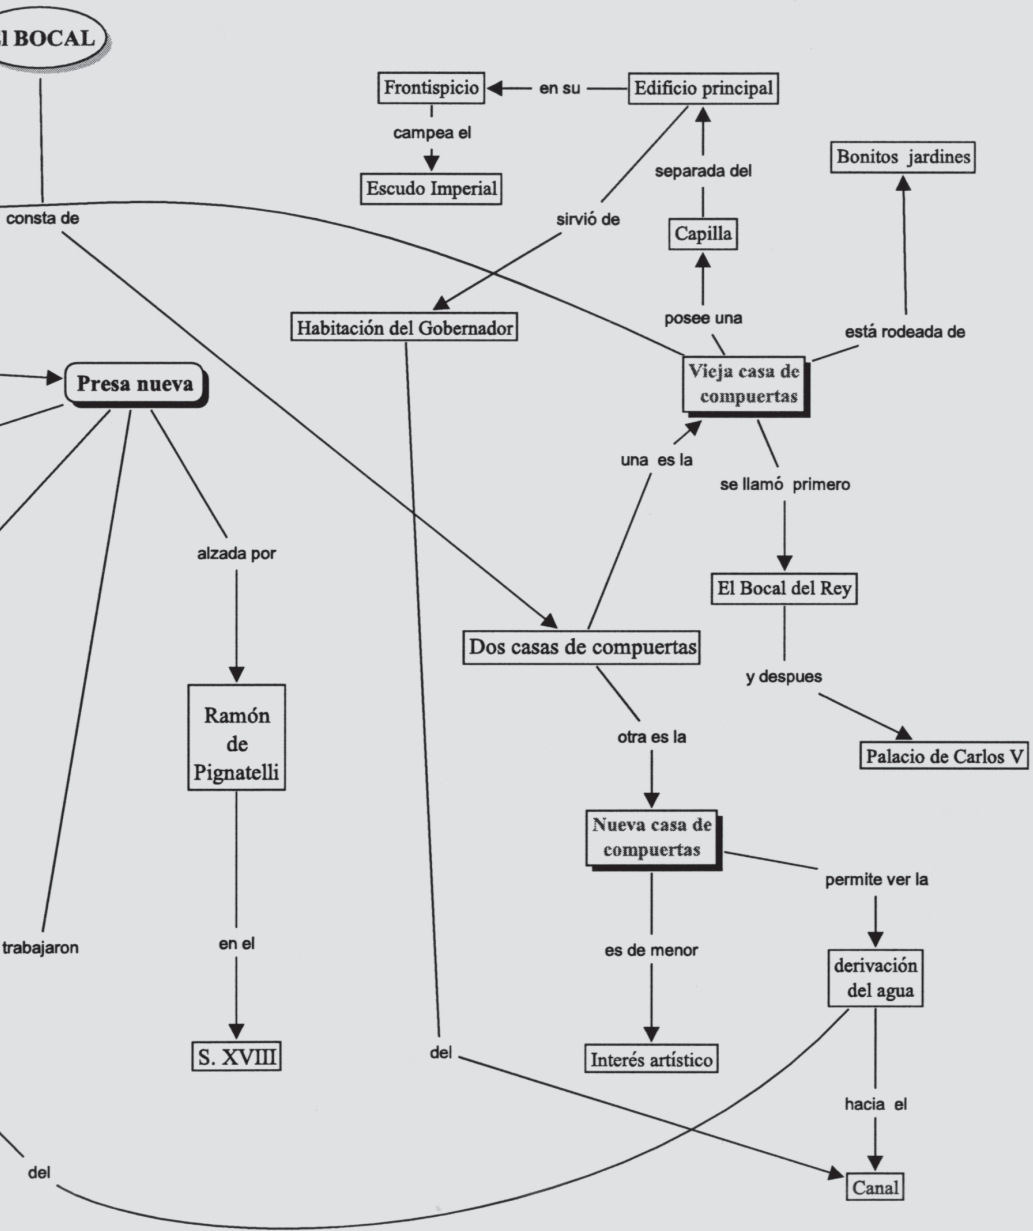 El BOCAL
Frontispicio
en su
Edificio principal
campea el
Escudo Imperial
separada del
Bonitos jardines
consta de
sirvió de
Capilla
Habitación del Gobernador
posee una
está rodeada de
Presa nueva
Vieja casa de
compuertas
una es la
se llamó primero
alzada por
El Bocal del Rey
Dos casas de compuertas
y despues
Ramón
de
Pignatelli
otra es la
Palacio de Carlos V
Nueva casa de
compuertas
permite ver la
trabajaron
en el
es de menor
derivación
del agua
S. XVIII
del
Interés artístico
hacia el
del
Canal